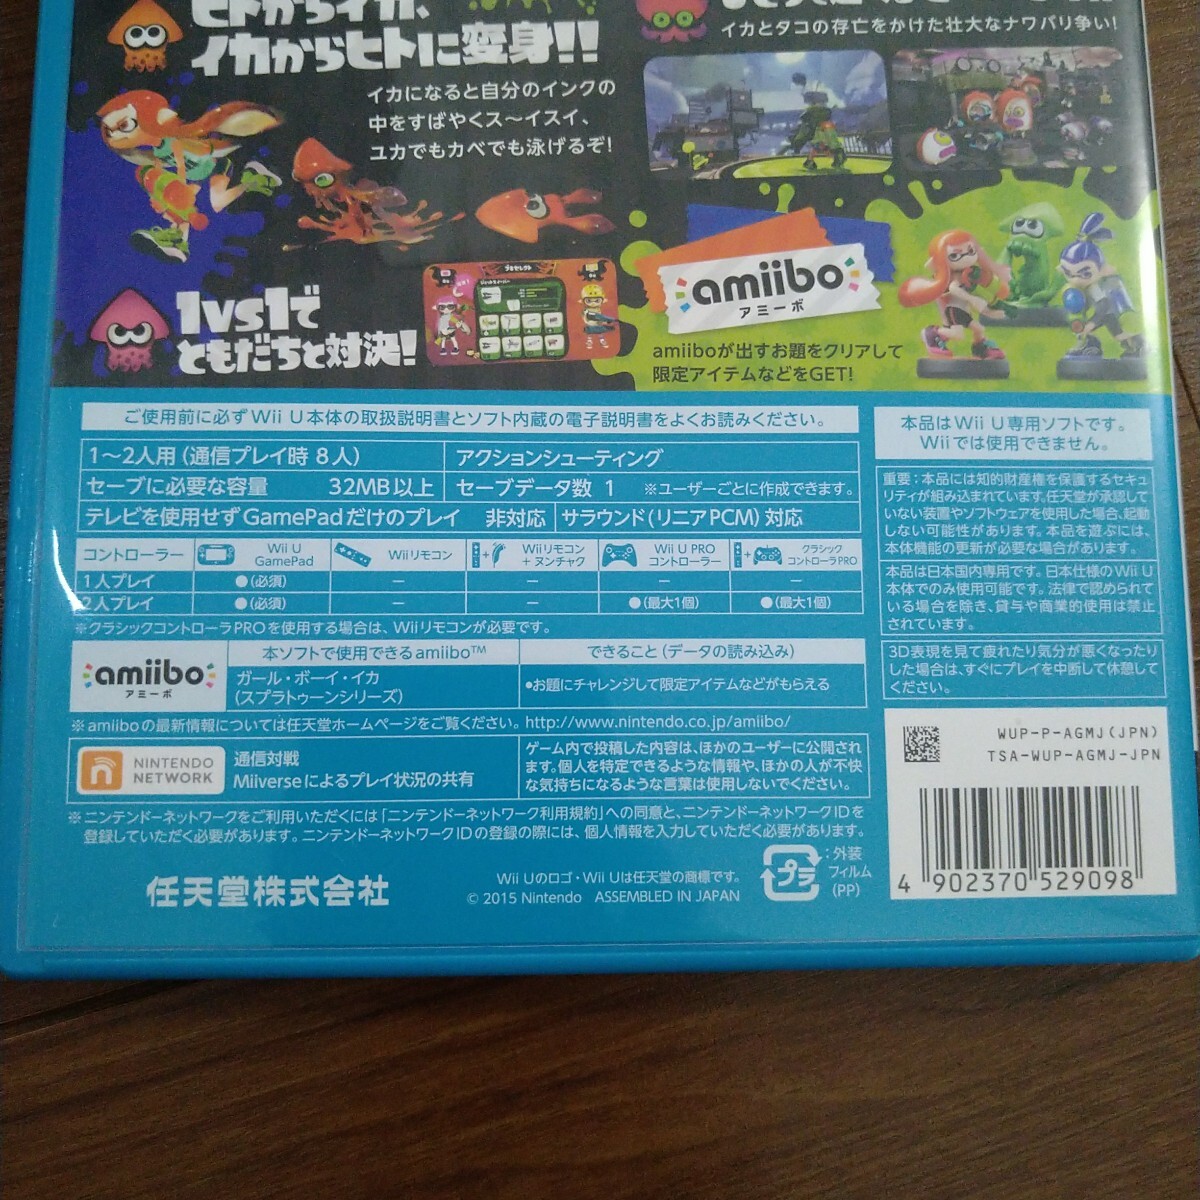 ヒトからイカ、
イカからヒトに変身!!
イカになると自分のインクの
中をすばやくス〜イスイ、
ユカでもカベでも泳げるぞ!
イカとタコの存亡をかけた壮大なナワバリ争い!
1vs1で
ともだちと対決!
ブキセレクト
amiibo
アミーボ
amiiboが出すお題をクリアして
限定アイテムなどをGET!
ご使用前に必ずWii U本体の取扱説明書とソフト内蔵の電子説明書をよくお読みください。
1〜2人用(通信プレイ時 8人) アクションシューティング
セーブに必要な容量 32MB以上 セーブデータ数 1 ※ユーザーごとに作成できます。
テレビを使用せずGamePadだけのプレイ 非対応 サラウンド(リニアPCM)対応
コントローラー Wii U GamePad Wiiリモコン Wiiリモコン+ヌンチャク Wii U PRO コントローラー クラシックコントローラPRO
1人プレイ ●(必須) − − − −
2人プレイ ●(必須) − − ●(最大1個) ●(最大1個)
※クラシックコントローラPROを使用する場合は、Wiiリモコンが必要です。
amiibo
アミーボ
本ソフトで使用できるamiibo™ できること(データの読み込み)
ガール・ボーイ・イカ
(スプラトゥーンシリーズ)
●お題にチャレンジして限定アイテムなどがもらえる
※amiiboの最新情報については任天堂ホームページをご覧ください。http://www.nintendo.co.jp/amiibo/
NINTENDO
NETWORK
通信対戦
Miiverseによるプレイ状況の共有
ゲーム内で投稿した内容は、ほかのユーザーに公開され
ます。個人を特定できるような情報や、ほかの人が不快
な気持ちになるような言葉は使用しないでください。
※ニンテンドーネットワークをご利用いただくには「ニンテンドーネットワーク利用規約」への同意と、ニンテンドーネットワークIDを
登録していただく必要があります。ニンテンドーネットワークIDの登録の際には、個人情報を入力していただく必要があります。
任天堂株式会社
Wii Uのロゴ・Wii Uは任天堂の商標です。
© 2015 Nintendo ASSEMBLED IN JAPAN
プラ
:外装
フィルム
(PP)
本品はWii U専用ソフトです。
Wiiでは使用できません。
重要:本品には知的財産権を保護するセキュ
リティが組み込まれています。任天堂が承認して
いない装置やソフトウェアを使用した場合、起動
しない可能性があります。本品を遊ぶには、
本体機能の更新が必要な場合があります。
本品は日本国内専用です。日本仕様のWii U
本体でのみ使用可能です。法律で認められて
いる場合を除き、貸与や商業的使用は禁止
されています。
3D表現を見て疲れたり気分が悪くなったり
した場合は、すぐにプレイを中断して休憩して
ください。
WUP-P-AGMJ(JPN)
TSA-WUP-AGMJ-JPN
4 902370 529098